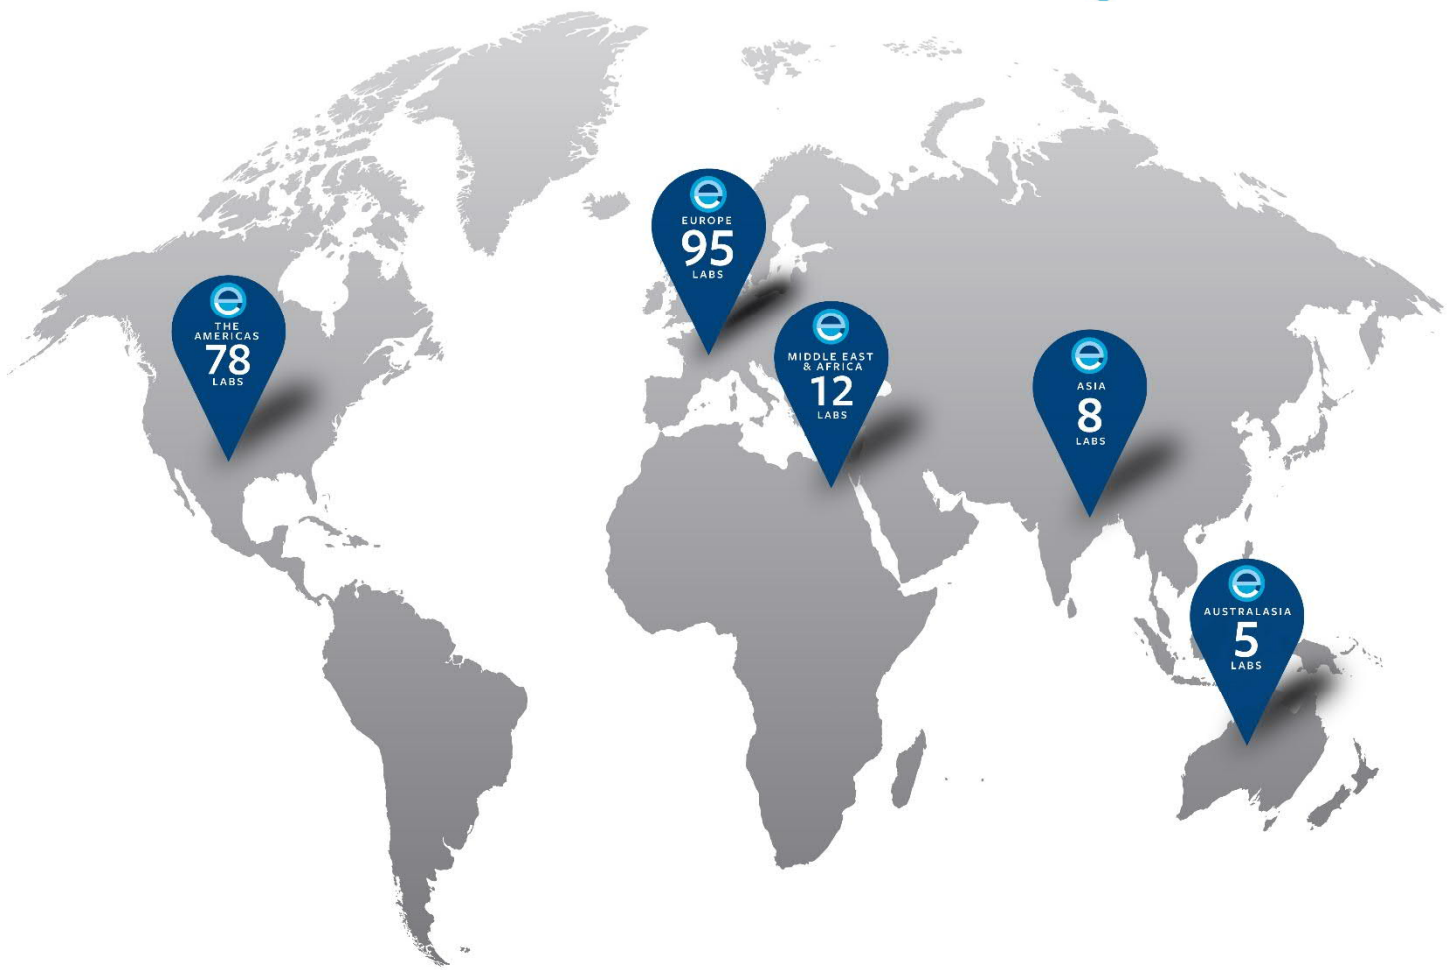 EUROPE
95
LABS
THE
AMERICAS
78
LABS
MIDDLE EAST
& AFRICA
12
LABS
ASIA
8
LABS
AUSTRALASIA
5
LABS